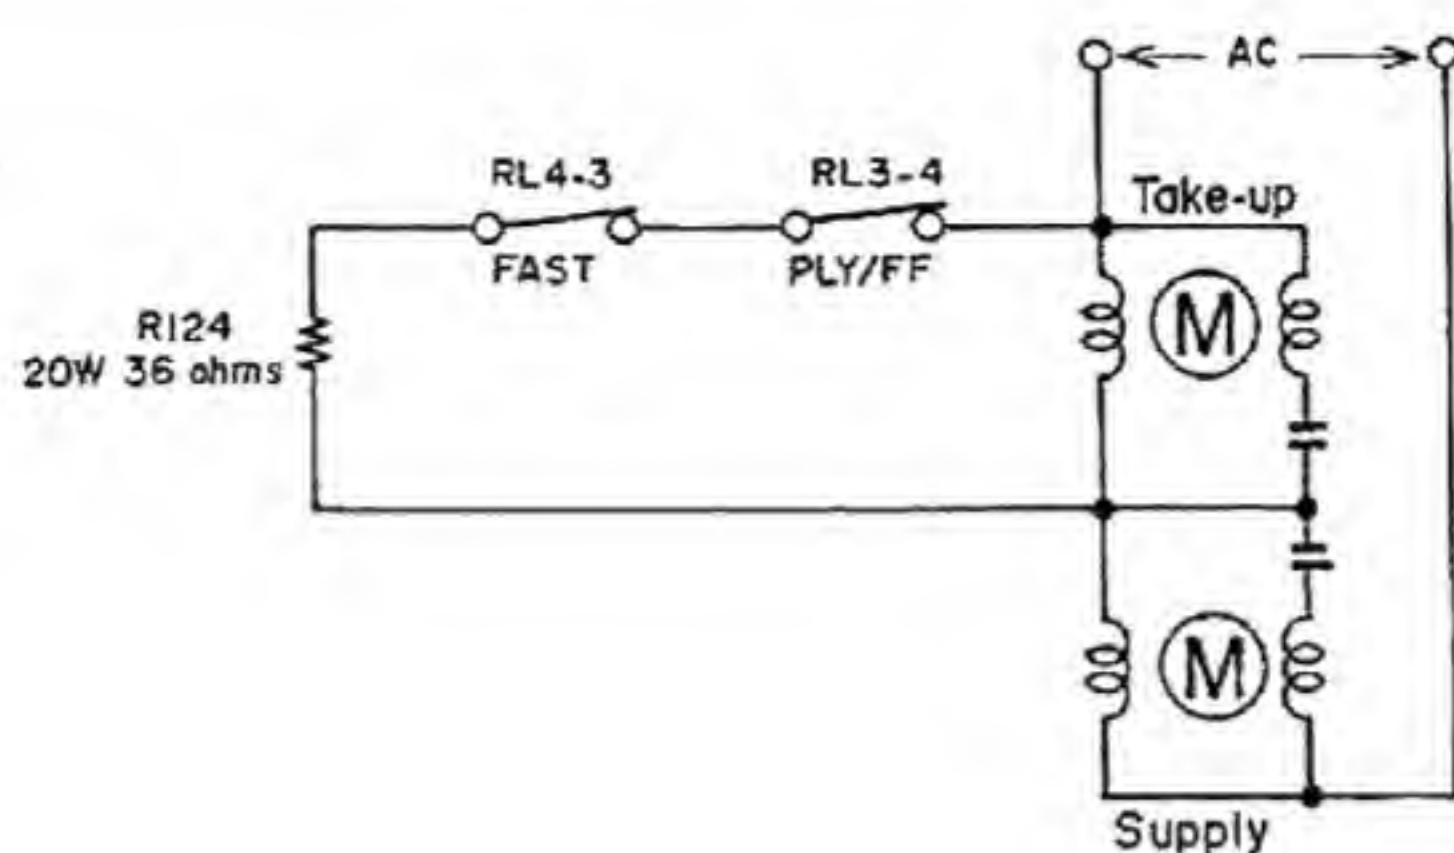 AC
RL4-3
RL3-4
Take-up
FAST
PLY/FF
M
R124
20W 36 ohms
M
Supply